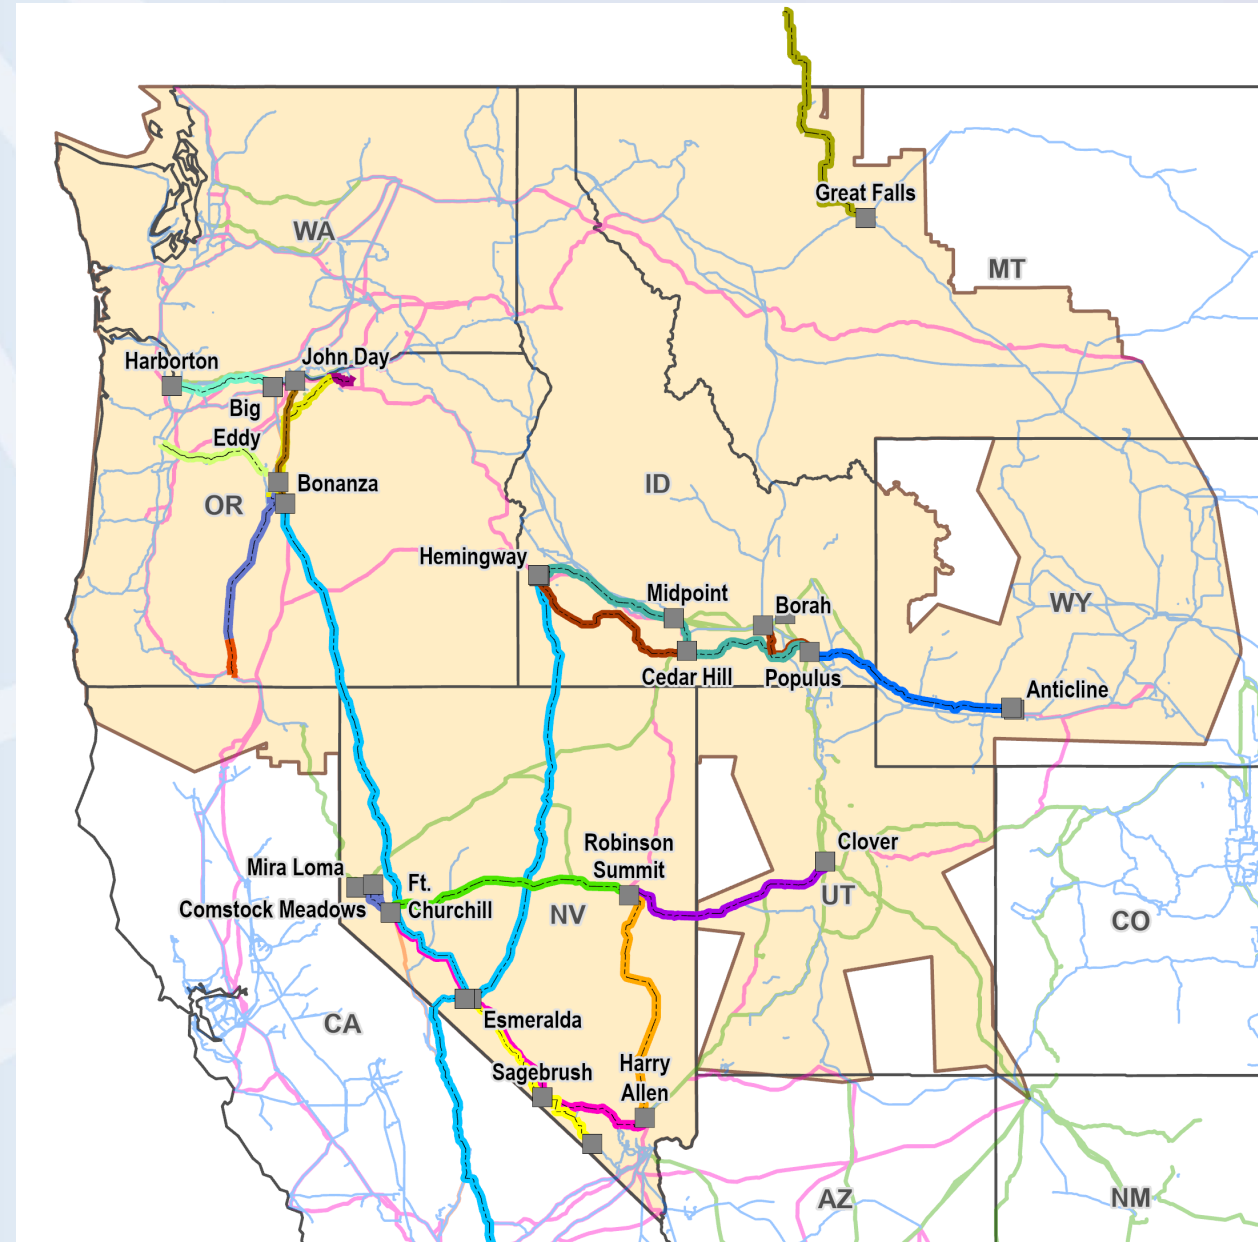 Great Falls
WA
MT
Harborton
John Day
Big
Eddy
Bonanza
OR
ID
Hemingway
Midpoint
Borah
WY
Cedar Hill
Populus
Anticline
Robinson
Summit
Clover
Mira Loma
Ft.
Churchill
Comstock Meadows
NV
UT
CO
CA
Esmeralda
Sagebrush
Harry
Allen
AZ
NM